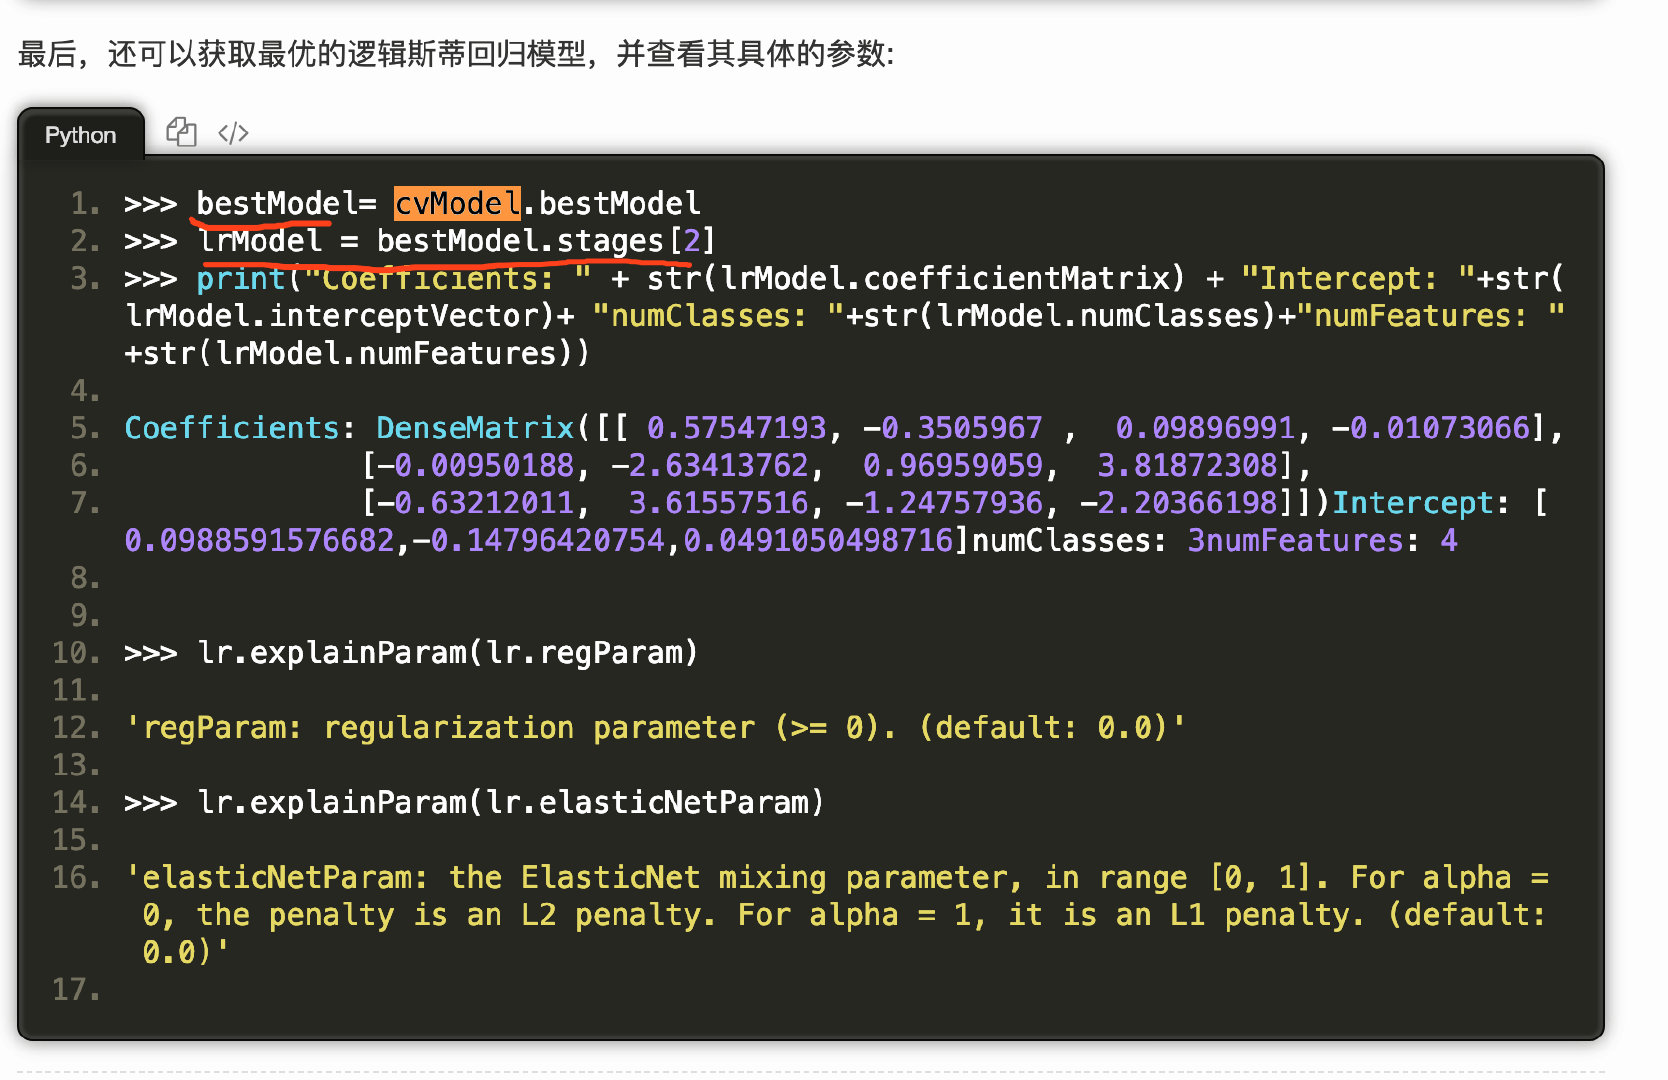 最后，还可以获取最优的逻辑斯蒂回归模型，并查看其具体的参数:
Python
1. >>> bestModel= cvModel.bestModel
2. >>> lrModel = bestModel.stages[2]
3. >>> print("Coefficients: " + str(lrModel.coefficientMatrix) + "Intercept: "+str(
lrModel.interceptVector)+ "numClasses: "+str(lrModel.numClasses)+"numFeatures: "
+str(lrModel.numFeatures))
4.
5. Coefficients: DenseMatrix([[ 0.57547193, -0.3505967 ,  0.09896991, -0.01073066],
6.              [-0.00950188, -2.63413762,  0.96959059,  3.81872308],
7.              [-0.63212011,  3.61557516, -1.24757936, -2.20366198]])Intercept: [
0.0988591576682,-0.14796420754,0.0491050498716]numClasses: 3numFeatures: 4
8.
9.
10. >>> lr.explainParam(lr.regParam)
11.
12. 'regParam: regularization parameter (>= 0). (default: 0.0)'
13.
14. >>> lr.explainParam(lr.elasticNetParam)
15.
16. 'elasticNetParam: the ElasticNet mixing parameter, in range [0, 1]. For alpha =
0, the penalty is an L2 penalty. For alpha = 1, it is an L1 penalty. (default:
0.0)'
17.